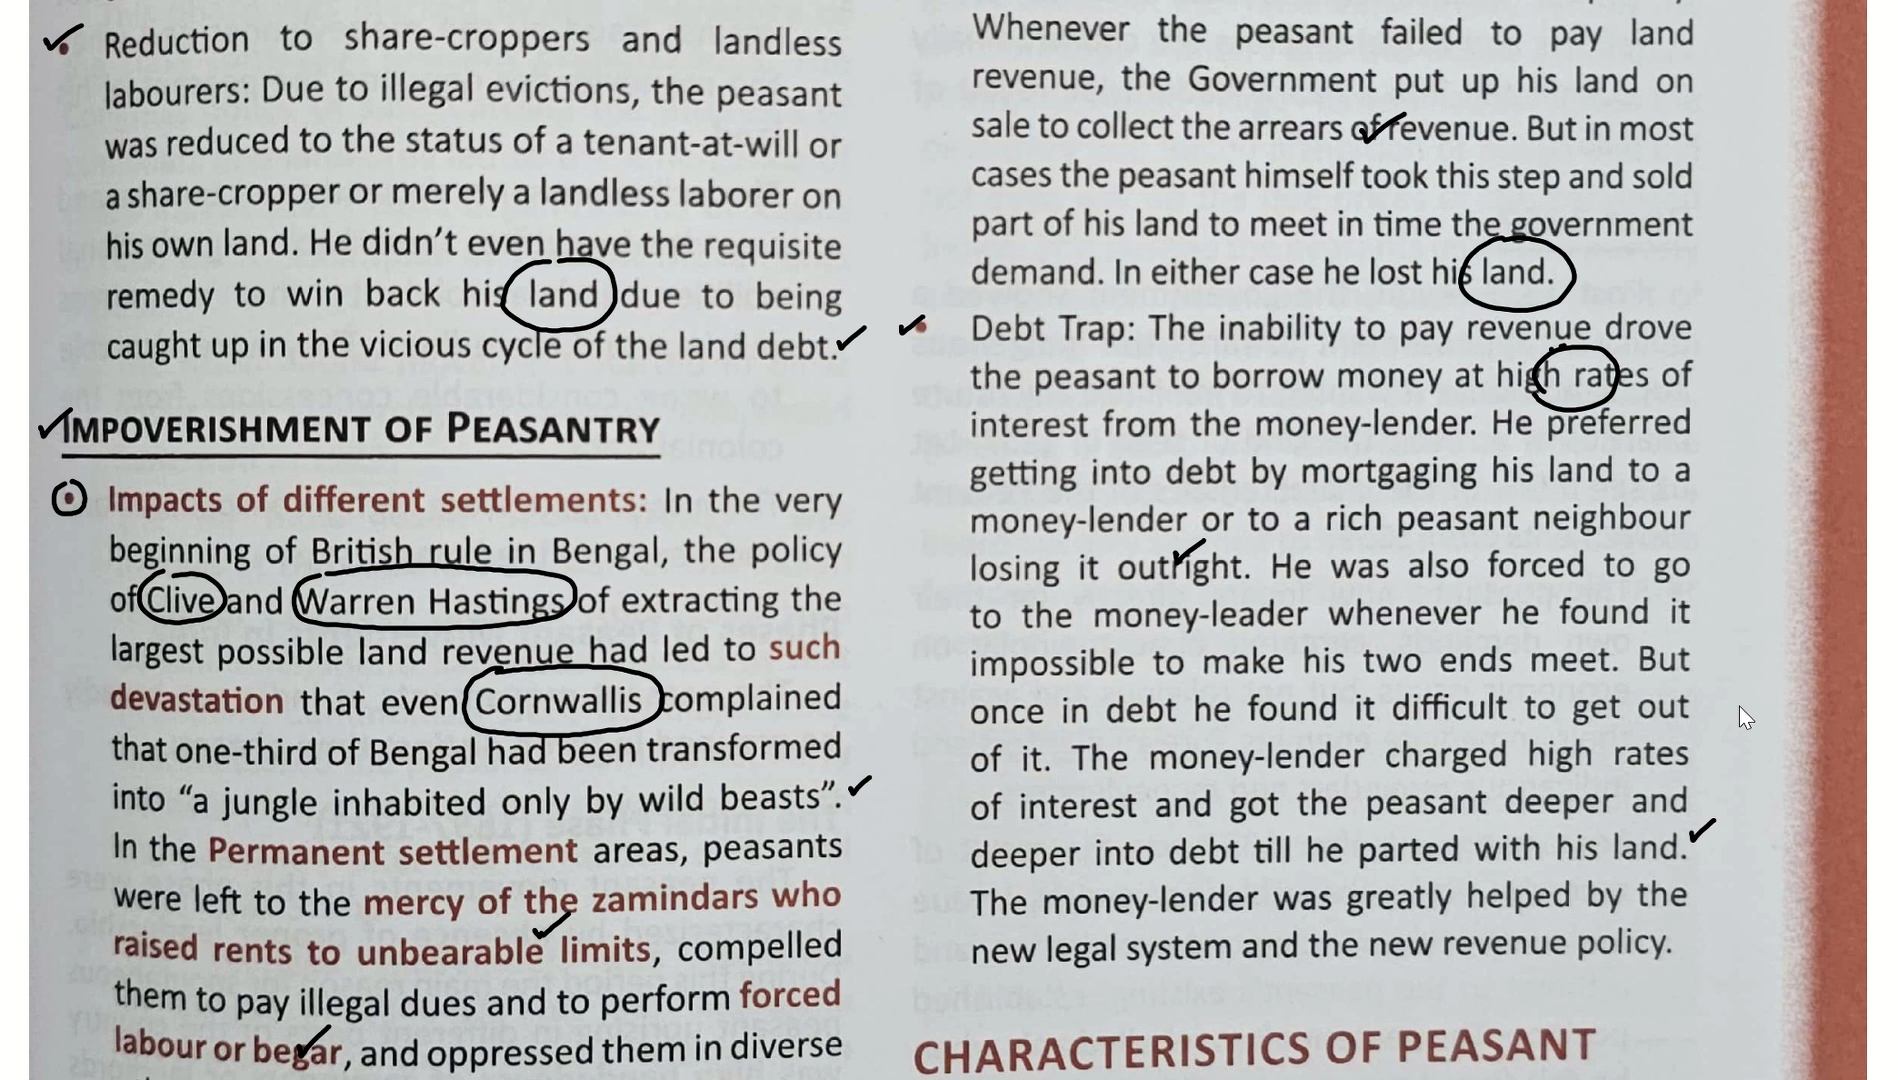 Reduction to share-croppers and landless
labourers: Due to illegal evictions, the peasant
was reduced to the status of a tenant-at-will or
a share-cropper or merely a landless laborer on
his own land. He didn't even have the requisite
remedy to win back his land due to being
caught up in the vicious cycle of the land debt.
IMPOVERISHMENT OF PEASANTRY
Impacts of different settlements: In the very
beginning of British rule in Bengal, the policy
of Clive and Warren Hastings of extracting the
largest possible land revenue had led to such
devastation that even Cornwallis complained
that one-third of Bengal had been transformed
into “a jungle inhabited only by wild beasts”.
In the Permanent settlement areas, peasants
were left to the mercy of the zamindars who
raised rents to unbearable limits, compelled
them to pay illegal dues and to perform forced
labour or begar, and oppressed them in diverse
Whenever the peasant failed to pay land
revenue, the Government put up his land on
sale to collect the arrears of revenue. But in most
cases the peasant himself took this step and sold
part of his land to meet in time the government
demand. In either case he lost his land.
Debt Trap: The inability to pay revenue drove
the peasant to borrow money at high rates of
interest from the money-lender. He preferred
getting into debt by mortgaging his land to a
money-lender or to a rich peasant neighbour
losing it outright. He was also forced to go
to the money-leader whenever he found it
impossible to make his two ends meet. But
once in debt he found it difficult to get out
of it. The money-lender charged high rates
of interest and got the peasant deeper and
deeper into debt till he parted with his land.
The money-lender was greatly helped by the
new legal system and the new revenue policy.
CHARACTERISTICS OF PEASANT